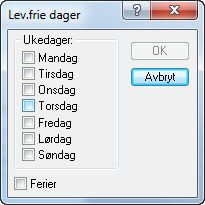 Lev.frie dager
Ukedager:
Mandag
Tirsdag
Onsdag
Torsdag
Fredag
Lørdag
Søndag
Ferier
OK
Avbryt